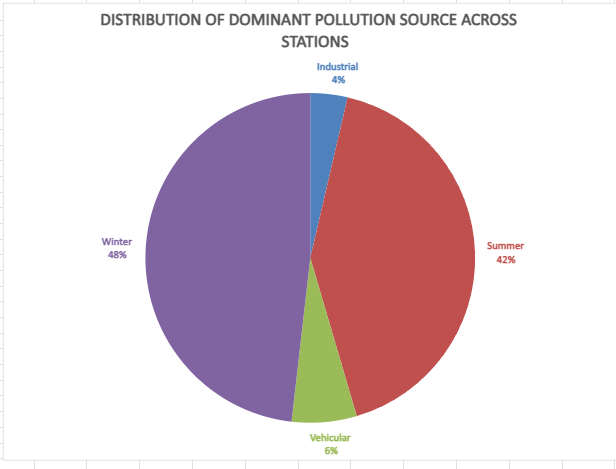 DISTRIBUTION OF DOMINANT POLLUTION SOURCE ACROSS
STATIONS
Industrial
4%
Winter
48%
Summer
42%
Vehicular
6%